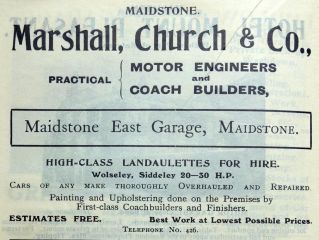 MAIDSTONE.
Marshall, Church & Co.,
PRACTICAL { MOTOR ENGINEERS
and
COACH BUILDERS,
Maidstone East Garage, MAIDSTONE.
HIGH-CLASS LANDAULETTES FOR HIRE.
Wolseley, Siddeley 20—30 H.P.
CARS OF ANY MAKE THOROUGHLY OVERHAULED AND REPAIRED.
Painting and Upholstering done on the Premises by
First-class Coachbuilders and Finishers.
ESTIMATES FREE. Best Work at Lowest Possible Prices.
TELEPHONE NO. 426.